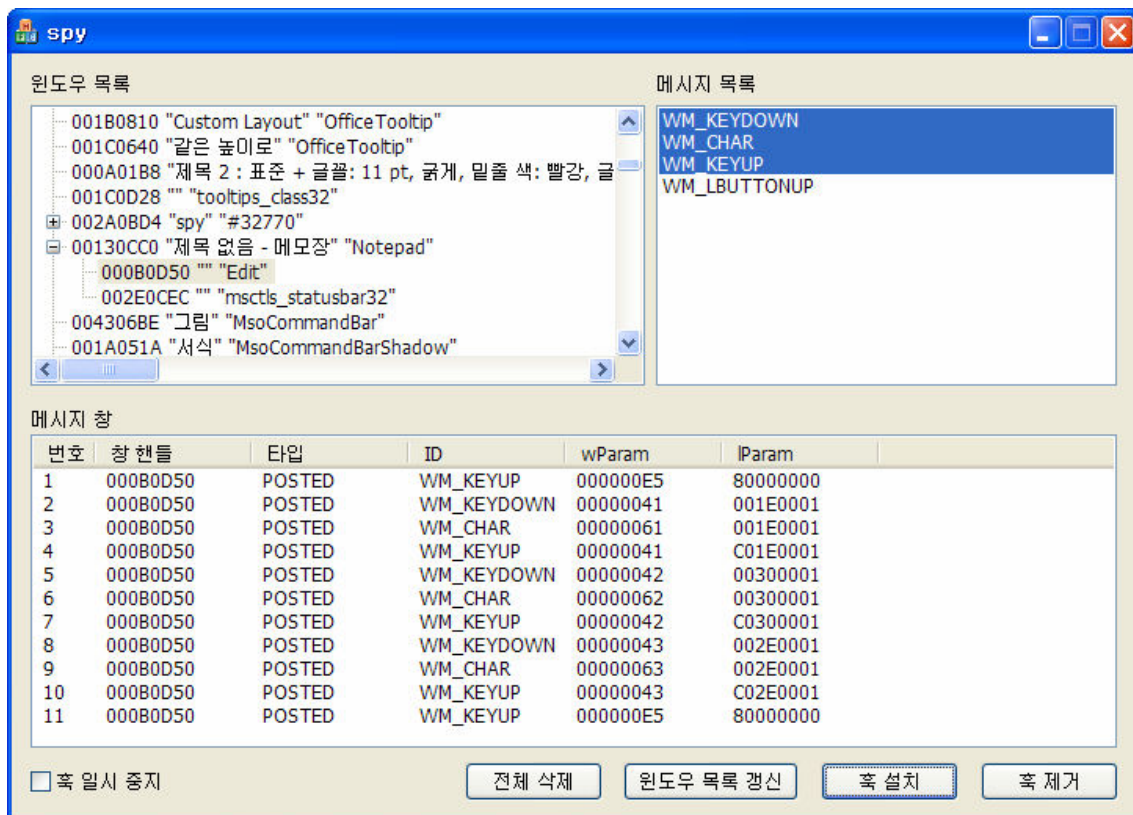 spy
윈도우 목록
001B0810 "Custom Layout" "OfficeTooltip"
001C0640 "같은 높이로" "OfficeTooltip"
000A01B8 "제목 2 : 표준 + 글꼴: 11 pt, 굵게, 밑줄 색: 빨강, 글
001C0D28 "" "tooltips_class32"
002A0BD4 "spy" "#32770"
00130CC0 "제목 없음 - 메모장" "Notepad"
000B0D50 "" "Edit"
002E0CEC "" "msctls_statusbar32"
004306BE "그림" "MsoCommandBar"
001A051A "서식" "MsoCommandBarShadow"
메시지 목록
WM_KEYDOWN
WM_CHAR
WM_KEYUP
WM_LBUTTONUP
메시지 창
번호 창 핸들 타입 ID wParam lParam
1 000B0D50 POSTED WM_KEYUP 000000E5 80000000
2 000B0D50 POSTED WM_KEYDOWN 00000041 001E0001
3 000B0D50 POSTED WM_CHAR 00000061 001E0001
4 000B0D50 POSTED WM_KEYUP 00000041 C01E0001
5 000B0D50 POSTED WM_KEYDOWN 00000042 00300001
6 000B0D50 POSTED WM_CHAR 00000062 00300001
7 000B0D50 POSTED WM_KEYUP 00000042 C0300001
8 000B0D50 POSTED WM_KEYDOWN 00000043 002E0001
9 000B0D50 POSTED WM_CHAR 00000063 002E0001
10 000B0D50 POSTED WM_KEYUP 00000043 C02E0001
11 000B0D50 POSTED WM_KEYUP 000000E5 80000000
훅 일시 중지 전체 삭제 윈도우 목록 갱신 훅 설치 훅 제거